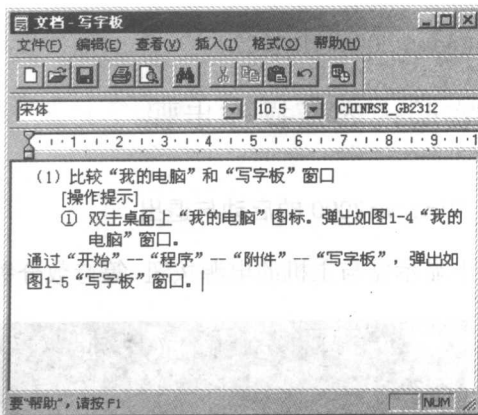 文档 - 写字板
文件(F) 编辑(E) 查看(V) 插入(I) 格式(O) 帮助(H)
宋体 10.5 CHINESE_GB2312
1 2 3 4 5 6 7 8 9 1
(1) 比较“我的电脑”和“写字板”窗口
[操作提示]
① 双击桌面上“我的电脑”图标。弹出如图1-4“我的
电脑”窗口。
通过“开始”--“程序”--“附件”--“写字板”，弹出如
图1-5“写字板”窗口。
要“帮助”，请按 F1 NUM